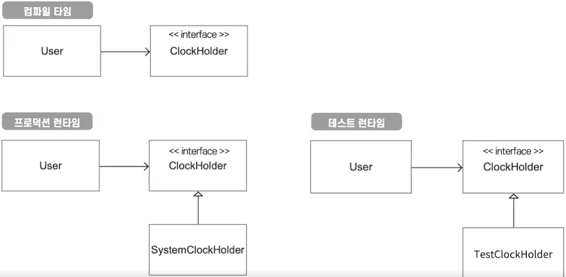 컴파일 타임
<< interface >>
User
ClockHolder
프로덕션 런타임
<< interface >>
User
ClockHolder
SystemClockHolder
테스트 런타임
<< interface >>
User
ClockHolder
TestClockHolder